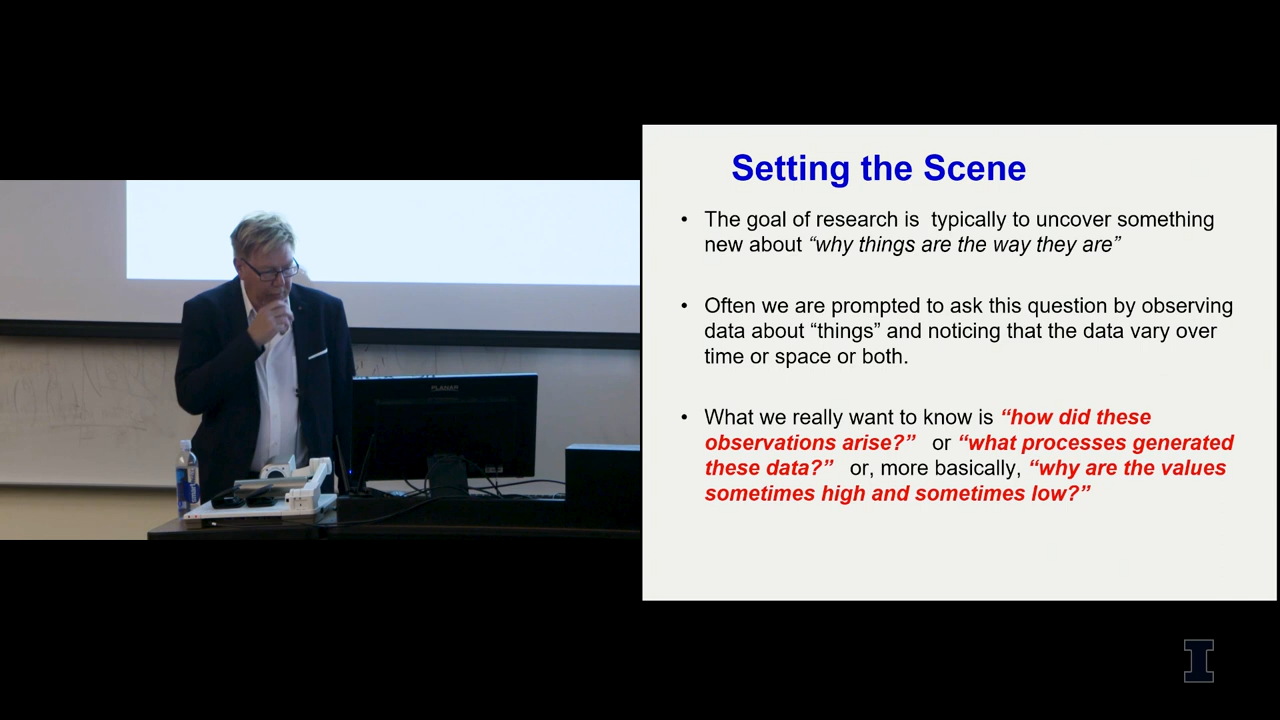 Setting the Scene
• The goal of research is typically to uncover something
new about “why things are the way they are”
• Often we are prompted to ask this question by observing
data about “things” and noticing that the data vary over
time or space or both.
• What we really want to know is “how did these
observations arise?” or “what processes generated
these data?” or, more basically, “why are the values
sometimes high and sometimes low?”
PLANAR
I